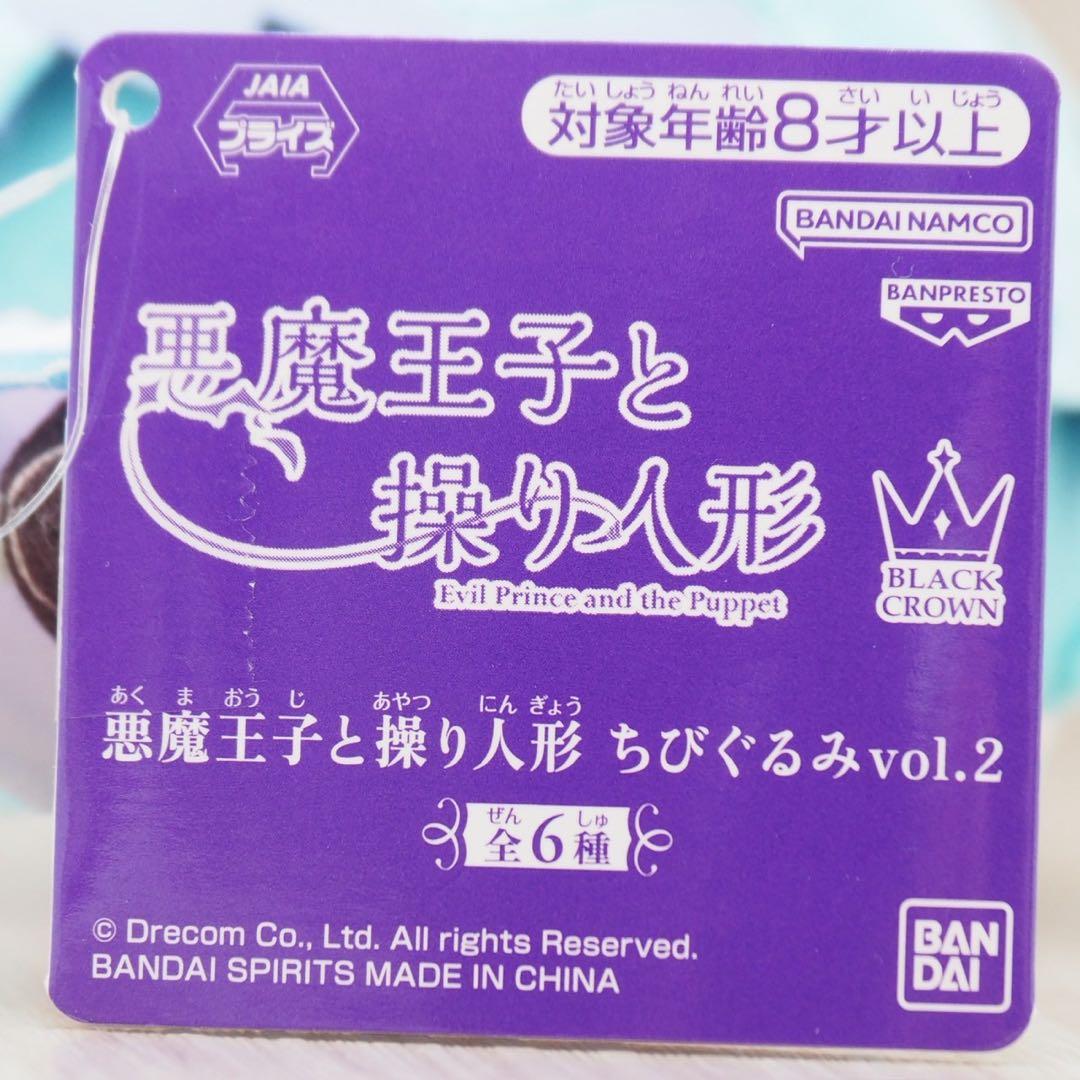 JAIA
プライズ
たいしょうねんれい さいいじょう
対象年齢8才以上
BANDAI NAMCO
BANPRESTO
悪魔王子と
操り人形
Evil Prince and the Puppet
BLACK
CROWN
あくまおうじ あやつ にんぎょう
悪魔王子と操り人形 ちびぐるみvol.2
ぜん しゅ
全6種
© Drecom Co., Ltd. All rights Reserved.
BANDAI SPIRITS MADE IN CHINA
BAN
DAI